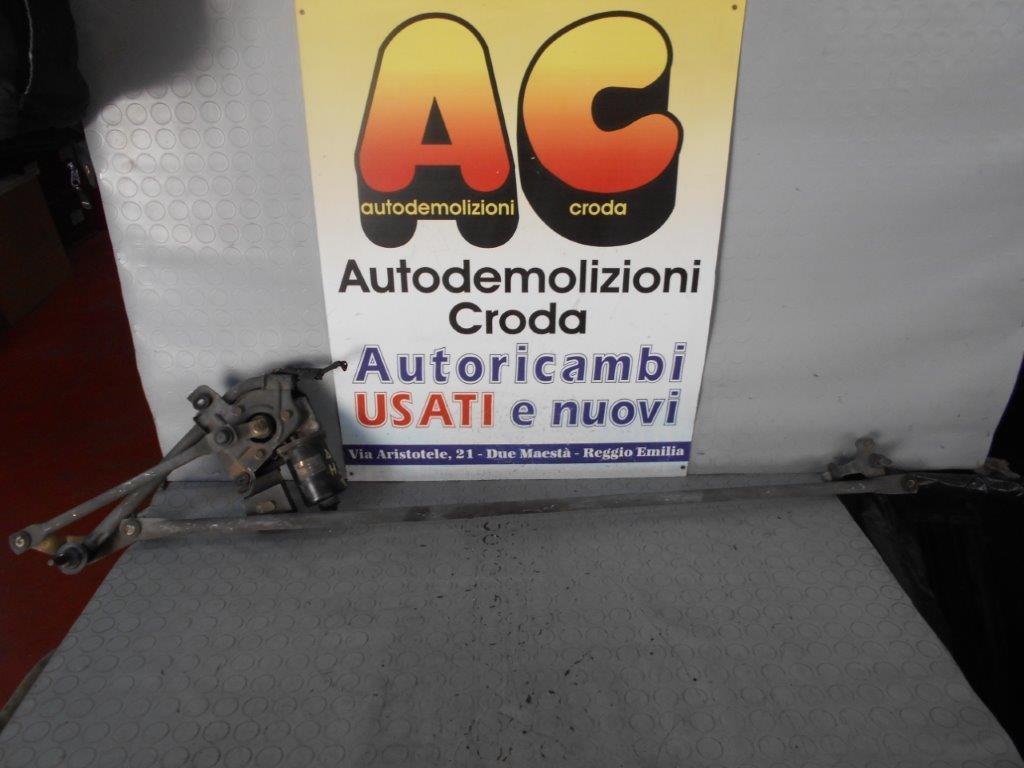 AC
autodemolizioni croda
Autodemolizioni
Croda
Autoricambi
USATI e nuovi
Via Aristotele, 21 - Due Maestà - Reggio Emilia